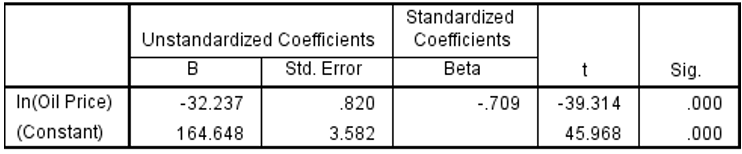 Unstandardized Coefficients Standardized Coefficients
B Std. Error Beta t Sig.
ln(Oil Price) -32.237 .820 -.709 -39.314 .000
(Constant) 164.648 3.582 45.968 .000